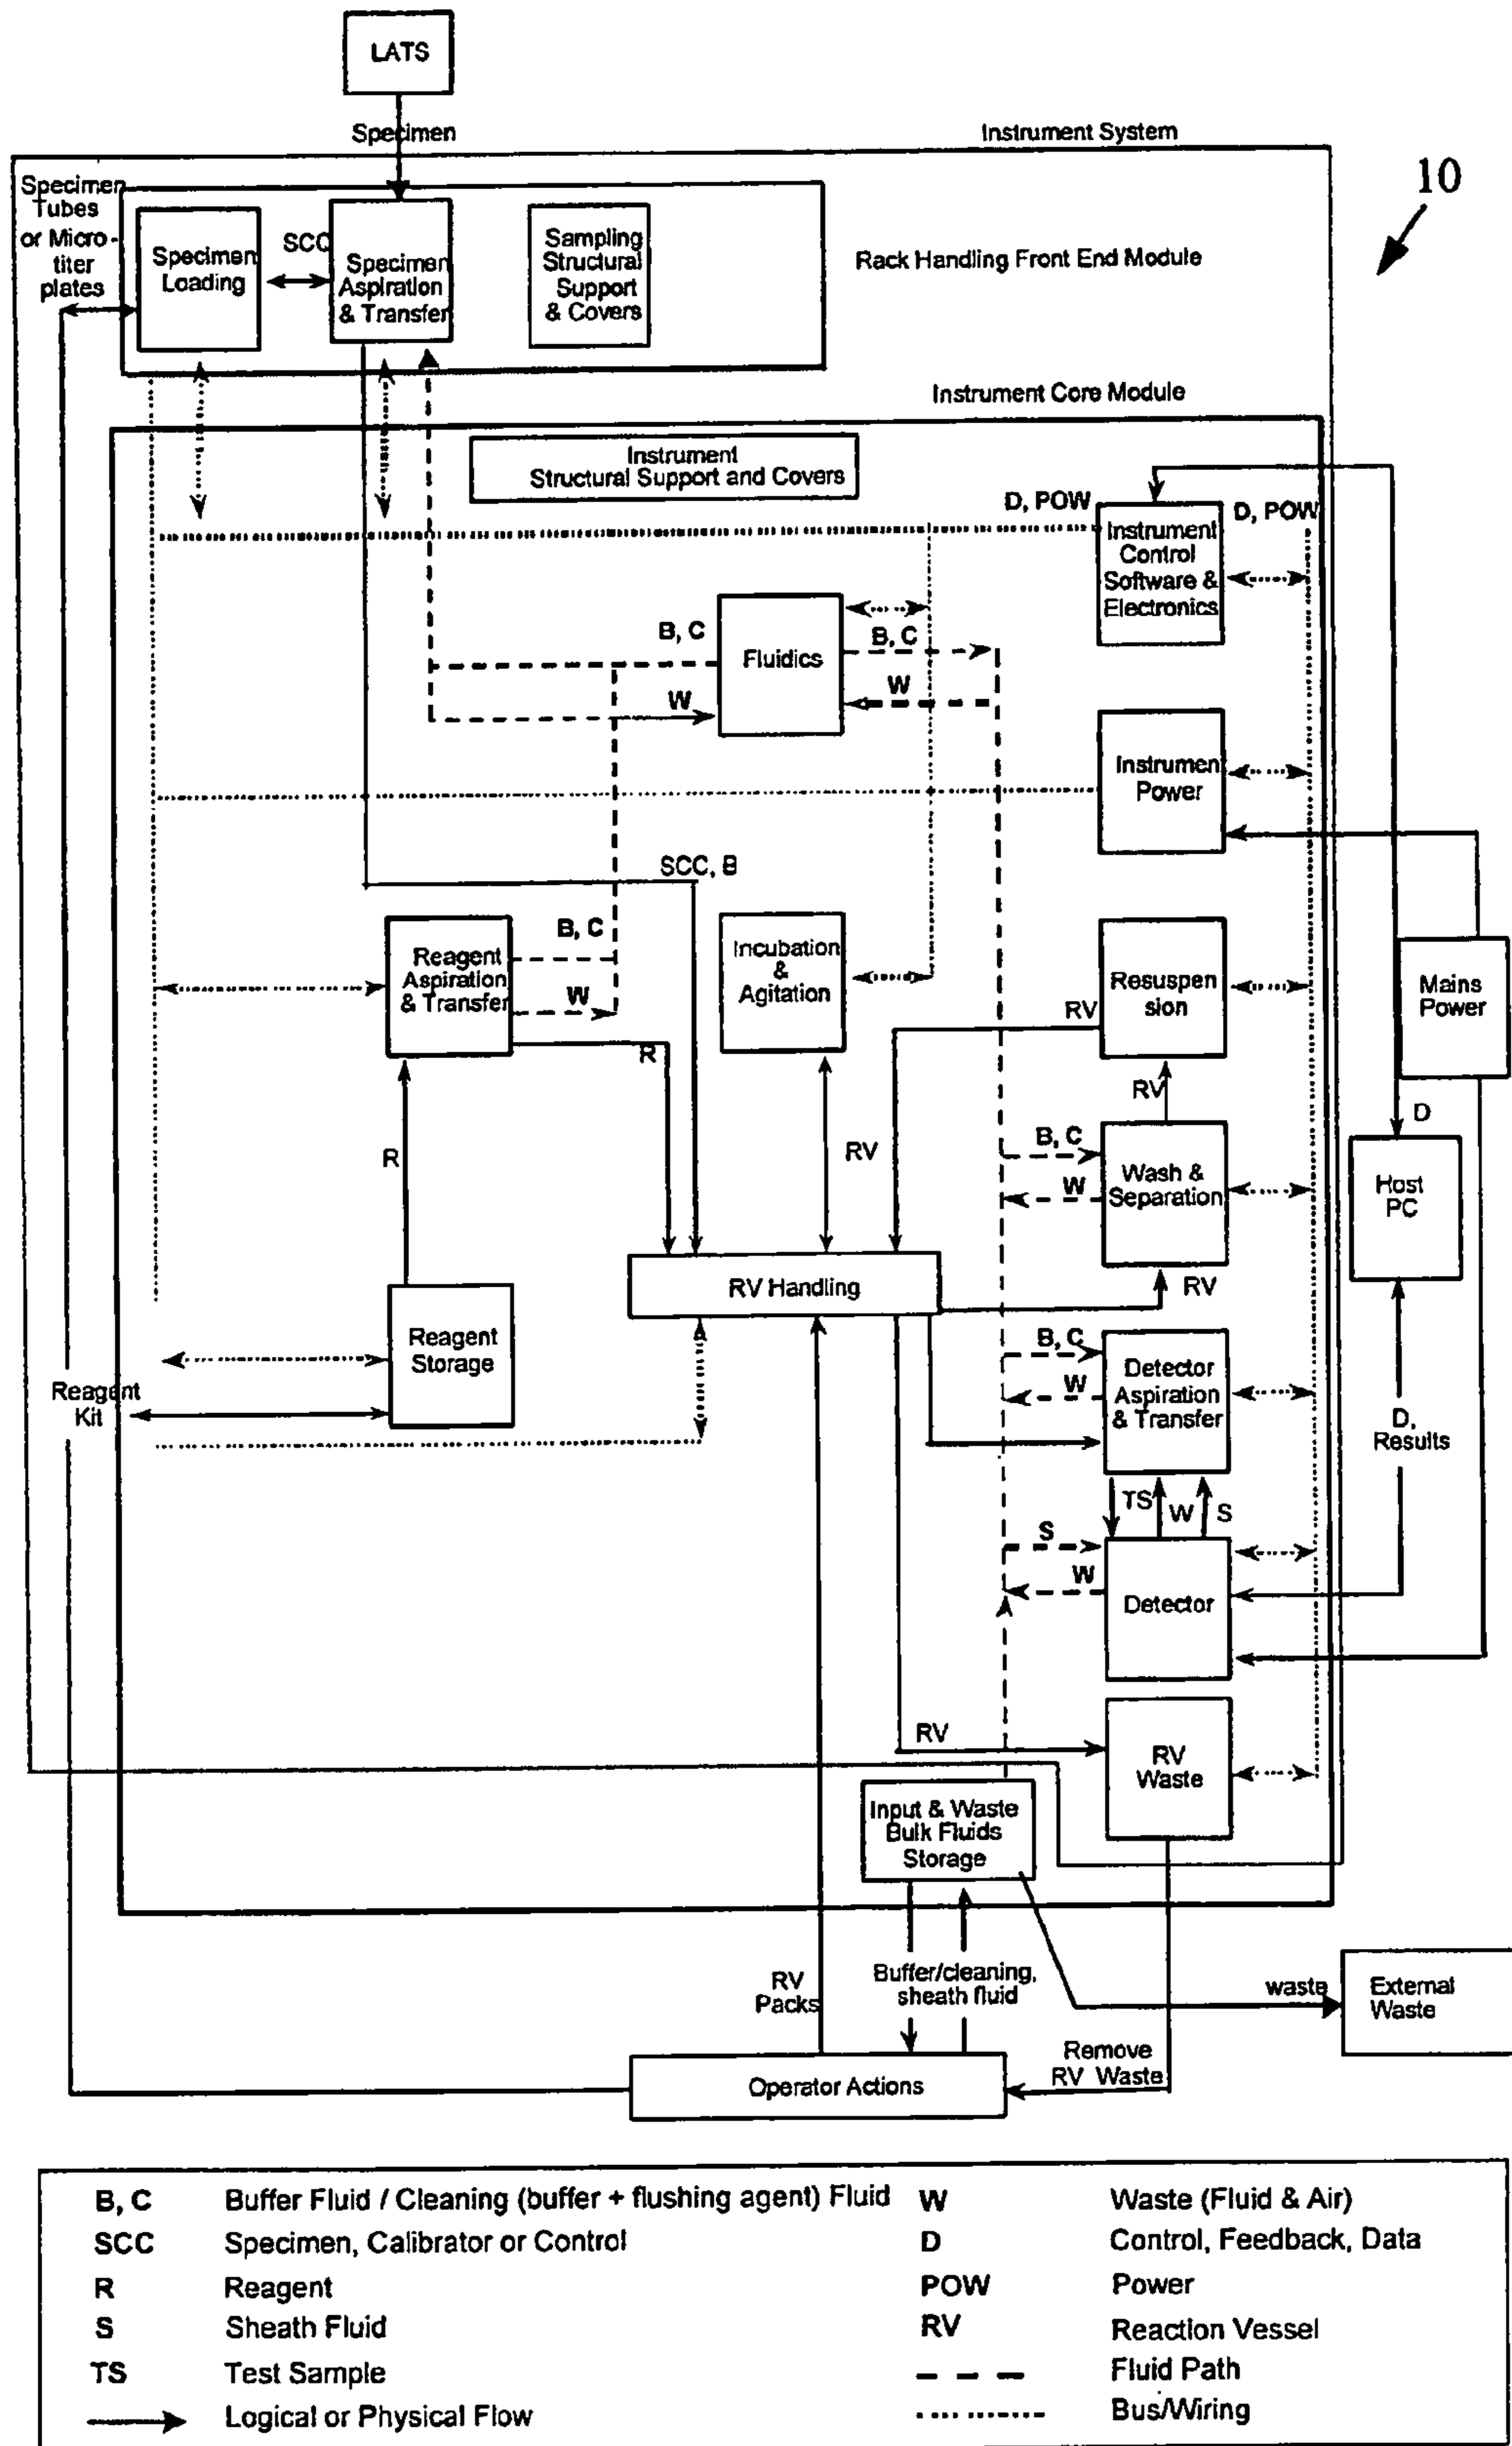 LATS
Specimen
Instrument System
10
Specimen
Tubes
or Micro-
titer
plates
Specimen
Loading
SCC
Specimen
Aspiration
& Transfer
Sampling
Structural
Support
& Covers
Rack Handling Front End Module
Instrument Core Module
Instrument
Structural Support and Covers
D, POW
Instrument
Control
Software &
Electronics
D, POW
B, C
Fluidics
B, C
W
W
Instrumen
Power
SCC, B
Reagent
Aspiration
& Transfer
B, C
W
R
Incubation
&
Agitation
Resuspen
sion
RV
Mains
Power
RV
D
R
RV
B, C
W
Wash &
Separation
Host
PC
RV Handling
RV
Reagent
Storage
B, C
W
Detector
Aspiration
& Transfer
Reagent
Kit
D,
Results
TS
W
S
S
W
Detector
RV
RV
Waste
Input & Waste
Bulk Fluids
Storage
RV
Packs
Buffer/cleaning,
sheath fluid
waste
External
Waste
Remove
RV Waste
Operator Actions
B, C Buffer Fluid / Cleaning (buffer + flushing agent) Fluid
W Waste (Fluid & Air)
SCC Specimen, Calibrator or Control
D Control, Feedback, Data
R Reagent
POW Power
S Sheath Fluid
RV Reaction Vessel
TS Test Sample
Fluid Path
Logical or Physical Flow
Bus/Wiring